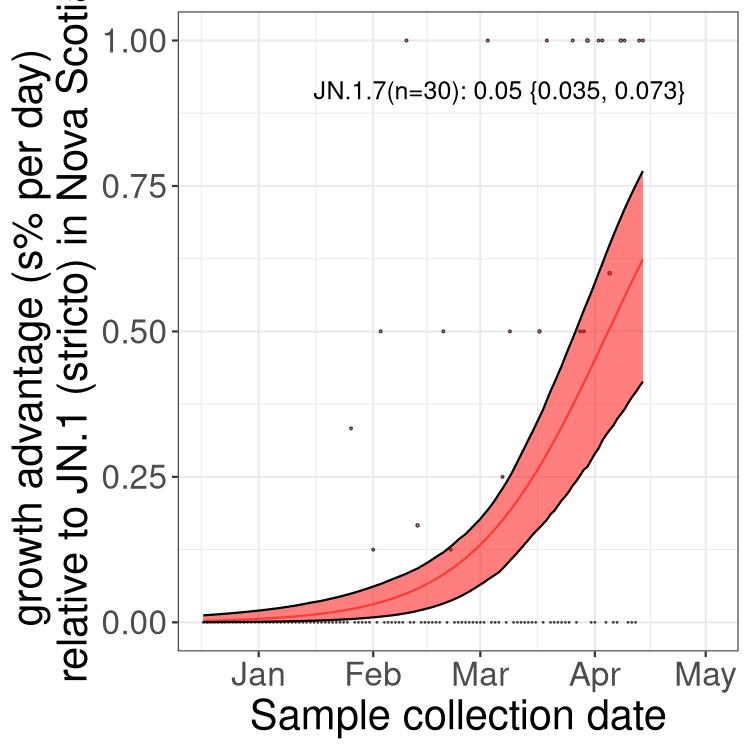 growth advantage (s% per day)
relative to JN.1 (stricto) in Nova Scotia
1.00
0.75
0.50
0.25
0.00
JN.1.7(n=30): 0.05 {0.035, 0.073}
Jan Feb Mar Apr May
Sample collection date